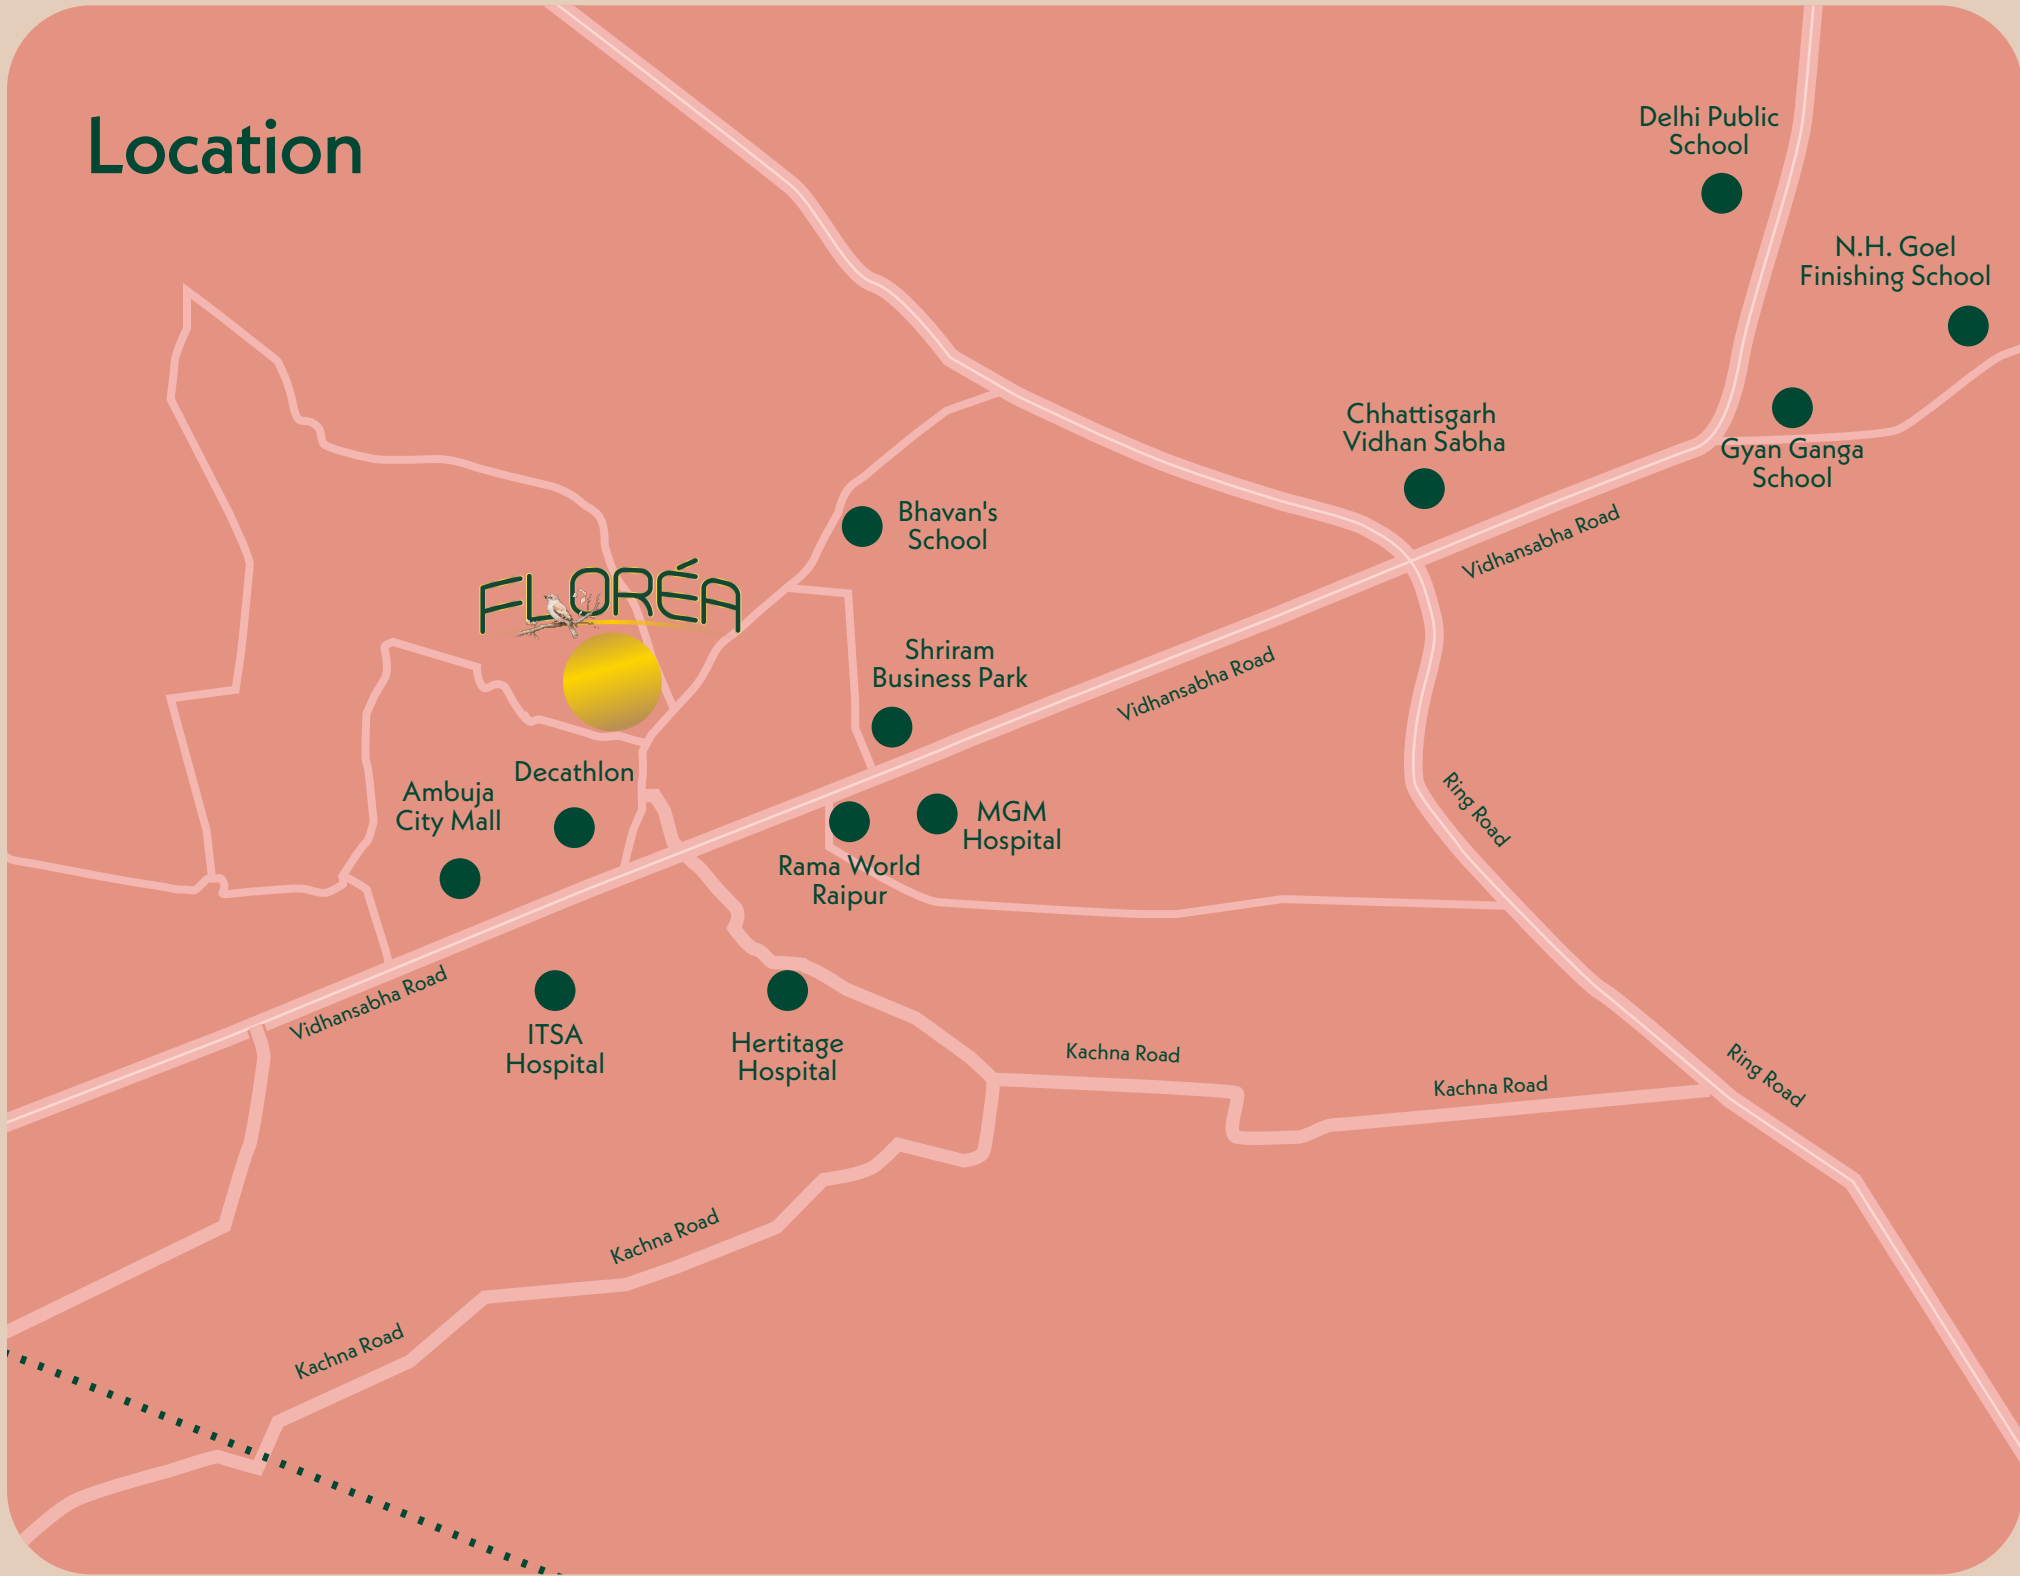 Location
Delhi Public
School
N.H. Goel
Finishing School
Chhattisgarh
Vidhan Sabha
Gyan Ganga
School
Bhavan's
School
Vidhansabha Road
FLORÉA
Shriram
Business Park
Vidhansabha Road
Decathlon
Ambuja
City Mall
MGM
Hospital
Ring Road
Rama World
Raipur
Vidhansabha Road
ITSA
Hospital
Hertitage
Hospital
Kachna Road
Kachna Road
Ring Road
Kachna Road
Kachna Road